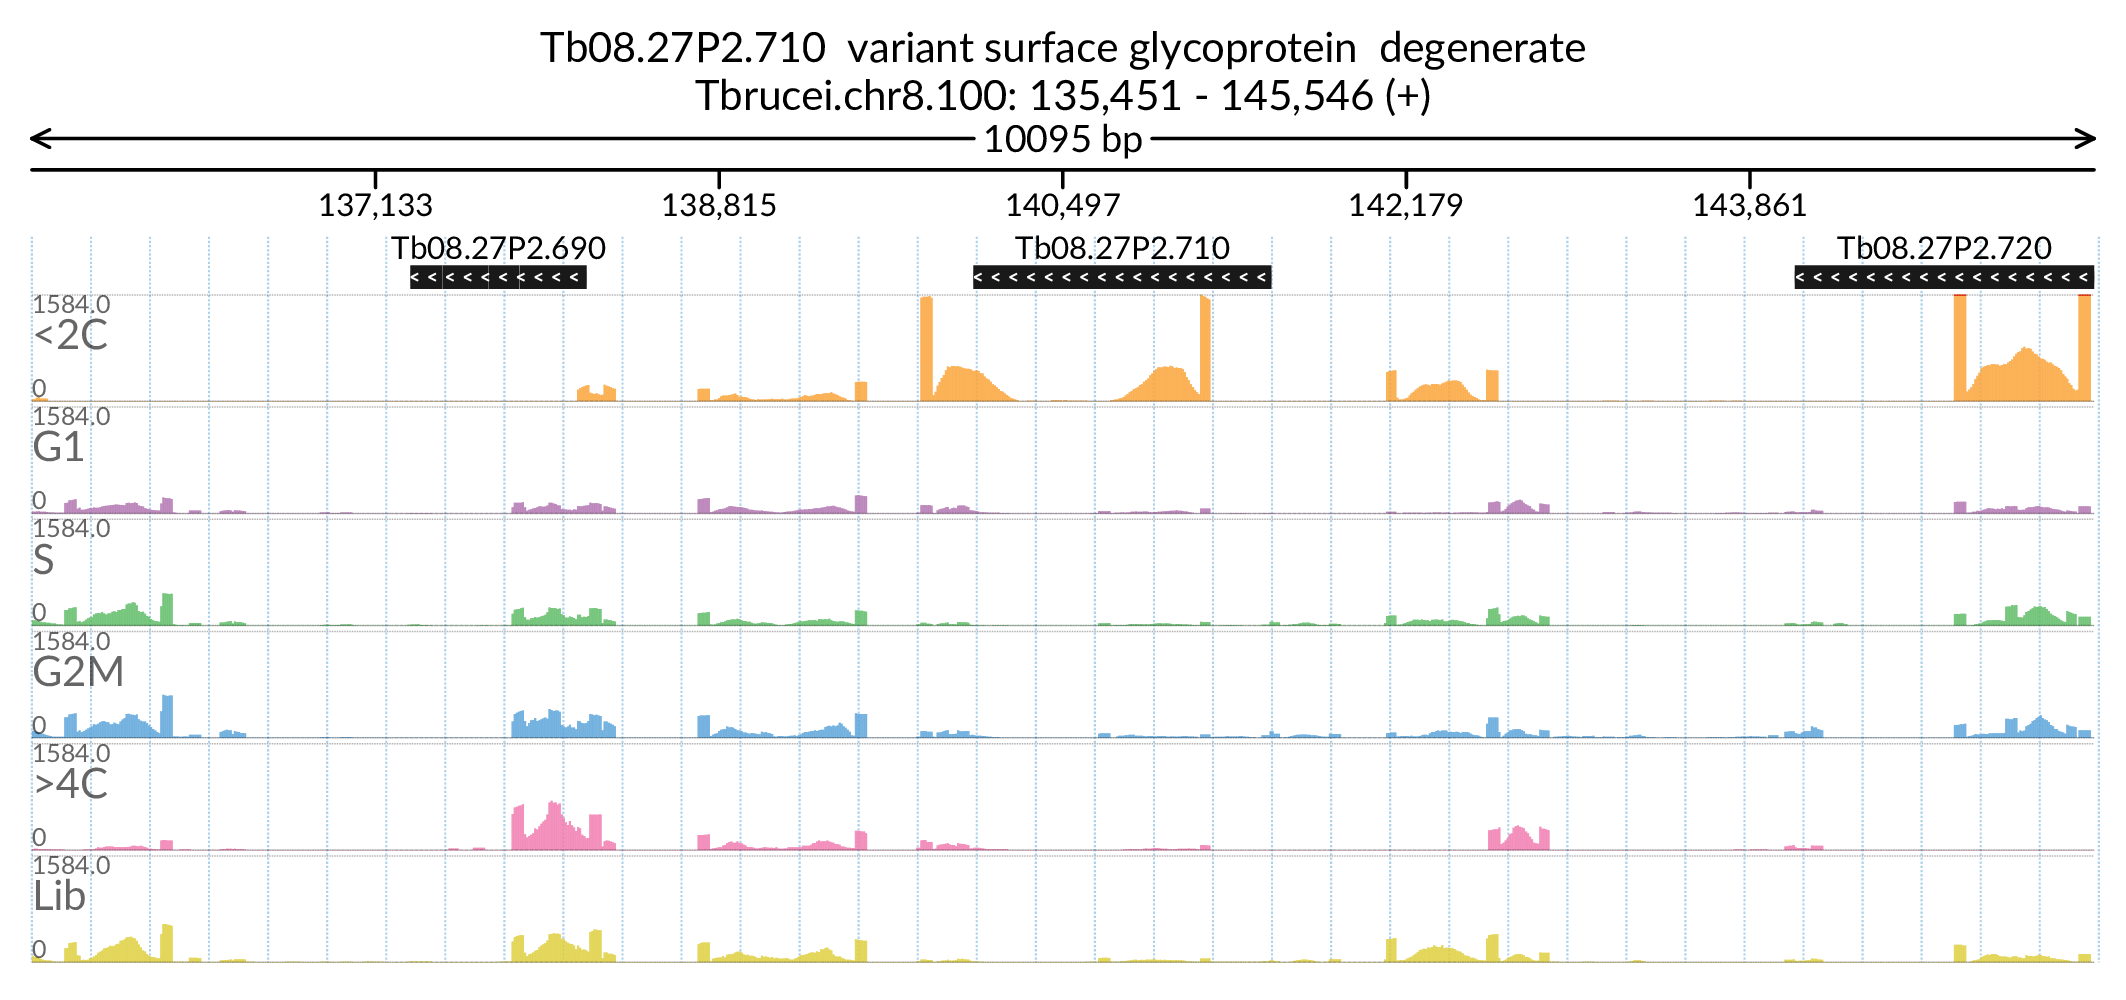 Tb08.27P2.710 variant surface glycoprotein degenerate
Tbrucei.chr8.100: 135,451 - 145,546 (+)
10095 bp
137,133 138,815 140,497 142,179 143,861
Tb08.27P2.690 Tb08.27P2.710 Tb08.27P2.720
1584.0
<2C
0
1584.0
G1
0
1584.0
S
0
1584.0
G2M
0
1584.0
>4C
0
1584.0
Lib
0